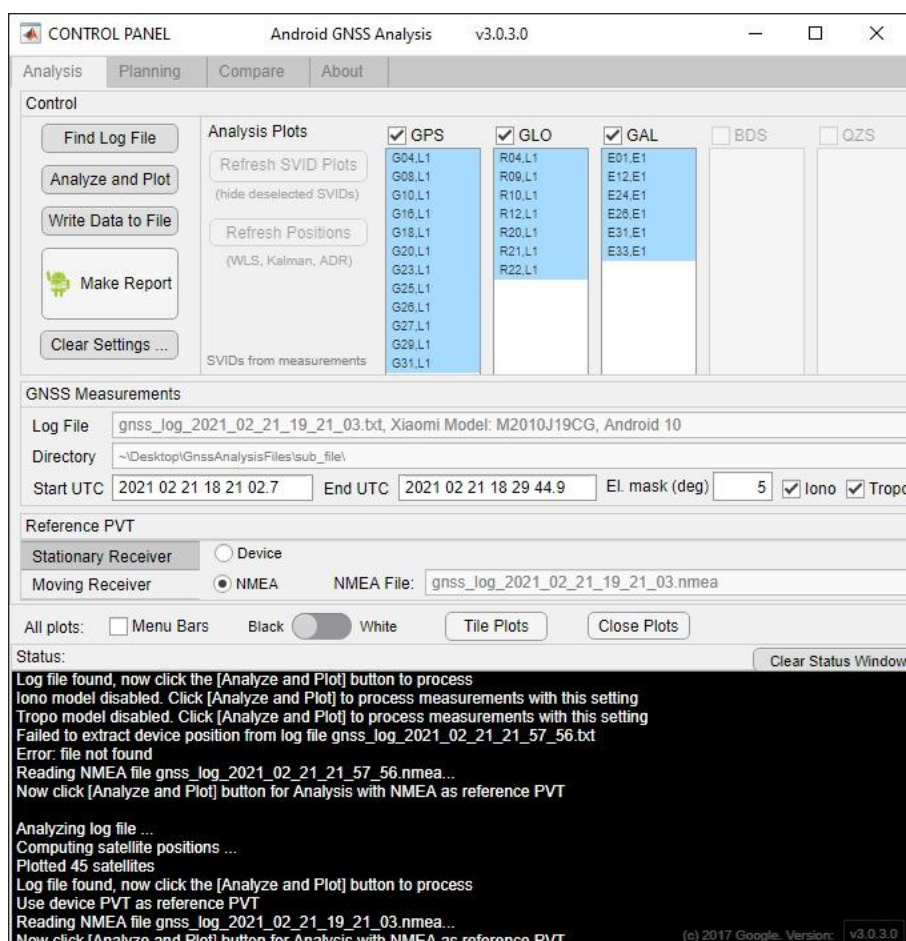 CONTROL PANEL Android GNSS Analysis v3.0.3.0
Analysis Planning Compare About
Control
Find Log File
Analyze and Plot
Write Data to File
Make Report
Clear Settings ...
Analysis Plots
Refresh SVID Plots
(hide deselected SVIDs)
Refresh Positions
(WLS, Kalman, ADR)
SVIDs from measurements
GPS
G04,L1
G08,L1
G10,L1
G16,L1
G18,L1
G20,L1
G23,L1
G25,L1
G26,L1
G27,L1
G29,L1
G31,L1
GLO
R04,L1
R09,L1
R10,L1
R12,L1
R20,L1
R21,L1
R22,L1
GAL
E01,E1
E12,E1
E24,E1
E26,E1
E31,E1
E33,E1
BDS
QZS
GNSS Measurements
Log File gnss_log_2021_02_21_19_21_03.txt, Xiaomi Model: M2010J19CG, Android 10
Directory ~\Desktop\GnssAnalysisFiles\sub_file\
Start UTC 2021 02 21 18 21 02.7 End UTC 2021 02 21 18 29 44.9 El. mask (deg) 5 Iono Tropo
Reference PVT
Stationary Receiver Device
Moving Receiver NMEA NMEA File: gnss_log_2021_02_21_19_21_03.nmea
All plots: Menu Bars Black White Tile Plots Close Plots
Status: Clear Status Window
Log file found, now click the [Analyze and Plot] button to process
Iono model disabled. Click [Analyze and Plot] to process measurements with this setting
Tropo model disabled. Click [Analyze and Plot] to process measurements with this setting
Failed to extract device position from log file gnss_log_2021_02_21_21_57_56.txt
Error: file not found
Reading NMEA file gnss_log_2021_02_21_21_57_56.nmea...
Now click [Analyze and Plot] button for Analysis with NMEA as reference PVT
Analyzing log file ...
Computing satellite positions ...
Plotted 45 satellites
Log file found, now click the [Analyze and Plot] button to process
Use device PVT as reference PVT
Reading NMEA file gnss_log_2021_02_21_19_21_03.nmea...
Now click [Analyze and Plot] button for Analysis with NMEA as reference PVT
(c) 2017 Google. Version: v3.0.3.0